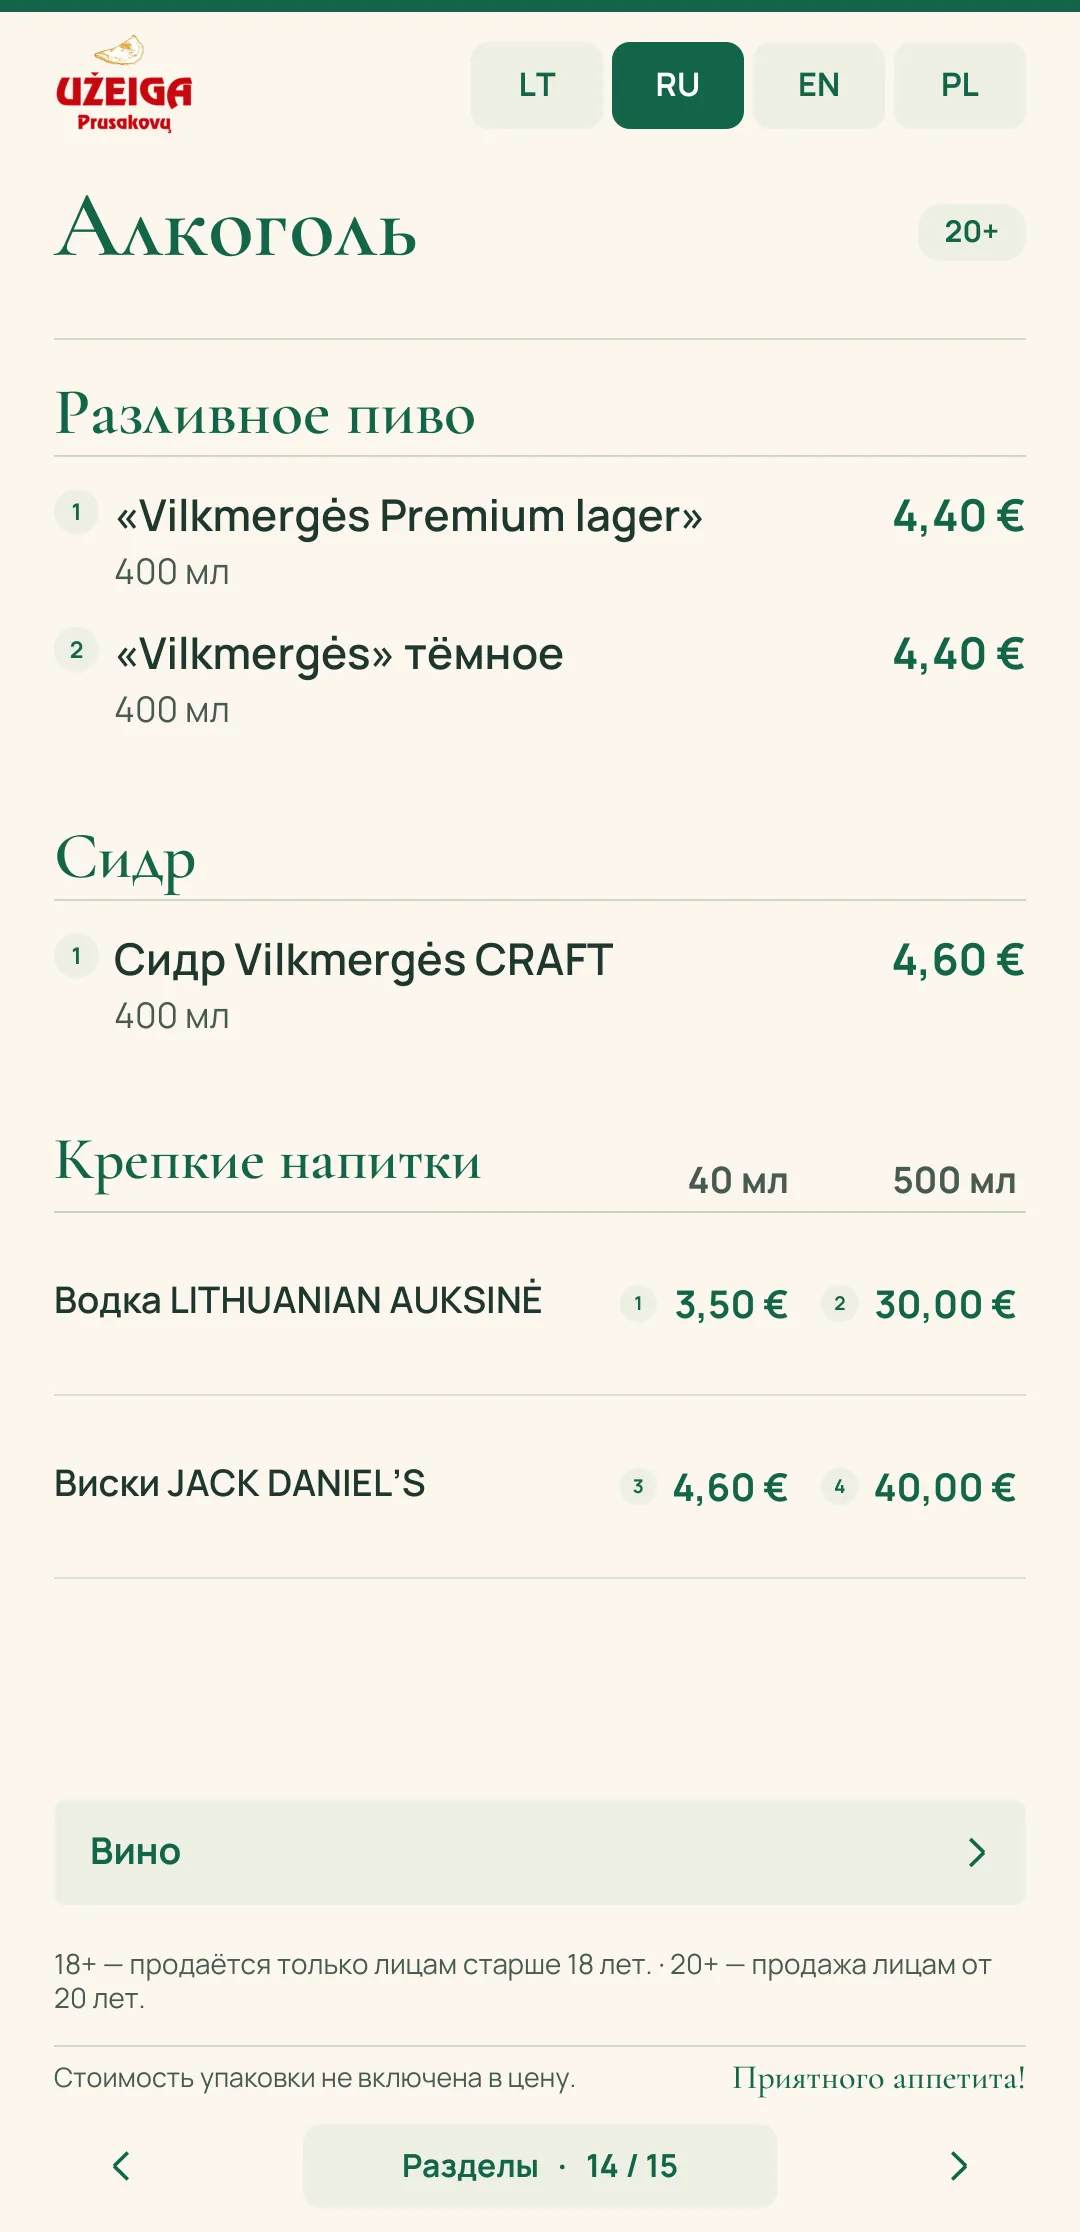 UŽEIGA
Prusakovų
LT RU EN PL
Алкоголь 20+
Разливное пиво
1 «Vilkmergės Premium lager» 4,40 €
400 мл
2 «Vilkmergės» тёмное 4,40 €
400 мл
Сидр
1 Сидр Vilkmergės CRAFT 4,60 €
400 мл
Крепкие напитки 40 мл 500 мл
Водка LITHUANIAN AUKSINĖ 1 3,50 € 2 30,00 €
Виски JACK DANIEL’S 3 4,60 € 4 40,00 €
Вино
18+ — продаётся только лицам старше 18 лет. · 20+ — продажа лицам от
20 лет.
Стоимость упаковки не включена в цену. Приятного аппетита!
Разделы · 14 / 15